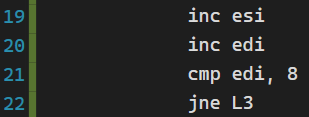 19 inc esi
20 inc edi
21 cmp edi, 8
22 jne L3